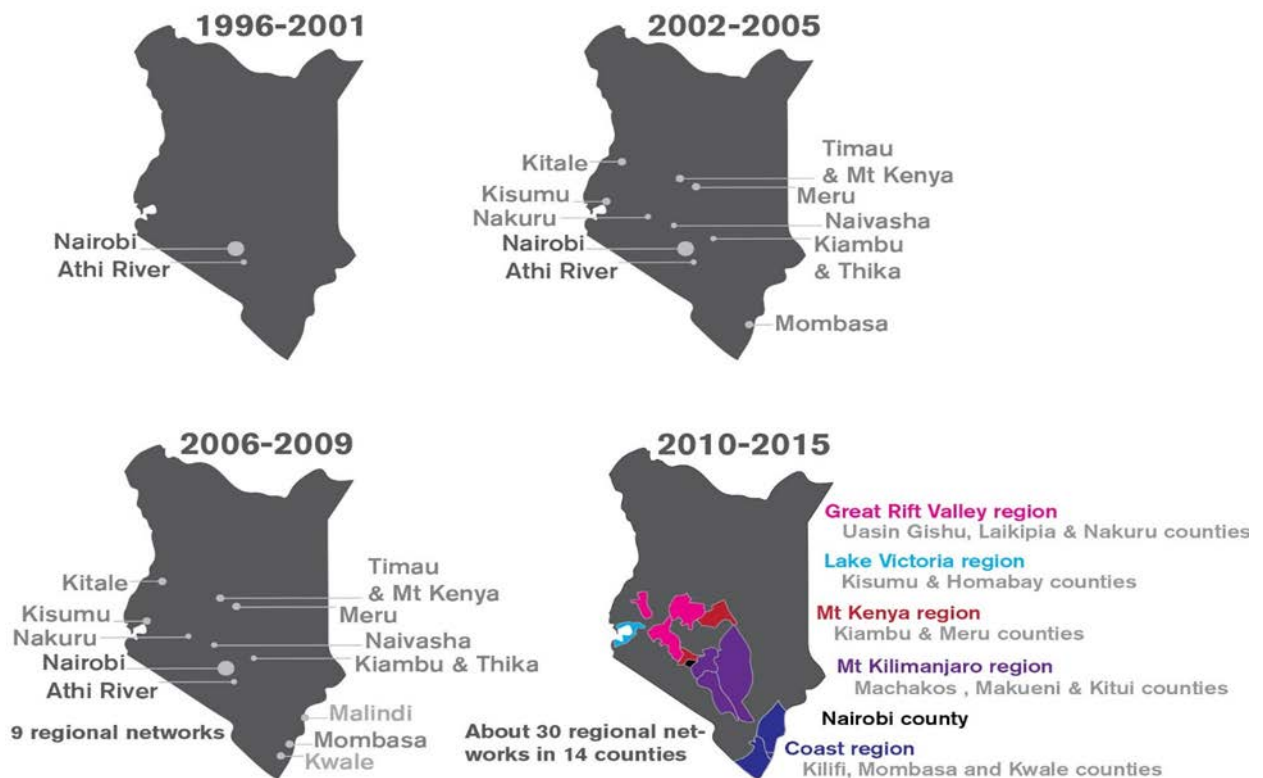 1996-2001
Nairobi
Athi River
2002-2005
Kitale
Kisumu
Nakuru
Nairobi
Athi River
Timau
& Mt Kenya
Meru
Naivasha
Kiambu
& Thika
Mombasa
2006-2009
Kitale
Kisumu
Nakuru
Nairobi
Athi River
9 regional networks
Timau
& Mt Kenya
Meru
Naivasha
Kiambu & Thika
Malindi
Mombasa
Kwale
2010-2015
Great Rift Valley region
Uasin Gishu, Laikipia & Nakuru counties
Lake Victoria region
Kisumu & Homabay counties
Mt Kenya region
Kiambu & Meru counties
Mt Kilimanjaro region
Machakos , Makueni & Kitui counties
Nairobi county
Coast region
Kilifi, Mombasa and Kwale counties
About 30 regional net-
works in 14 counties